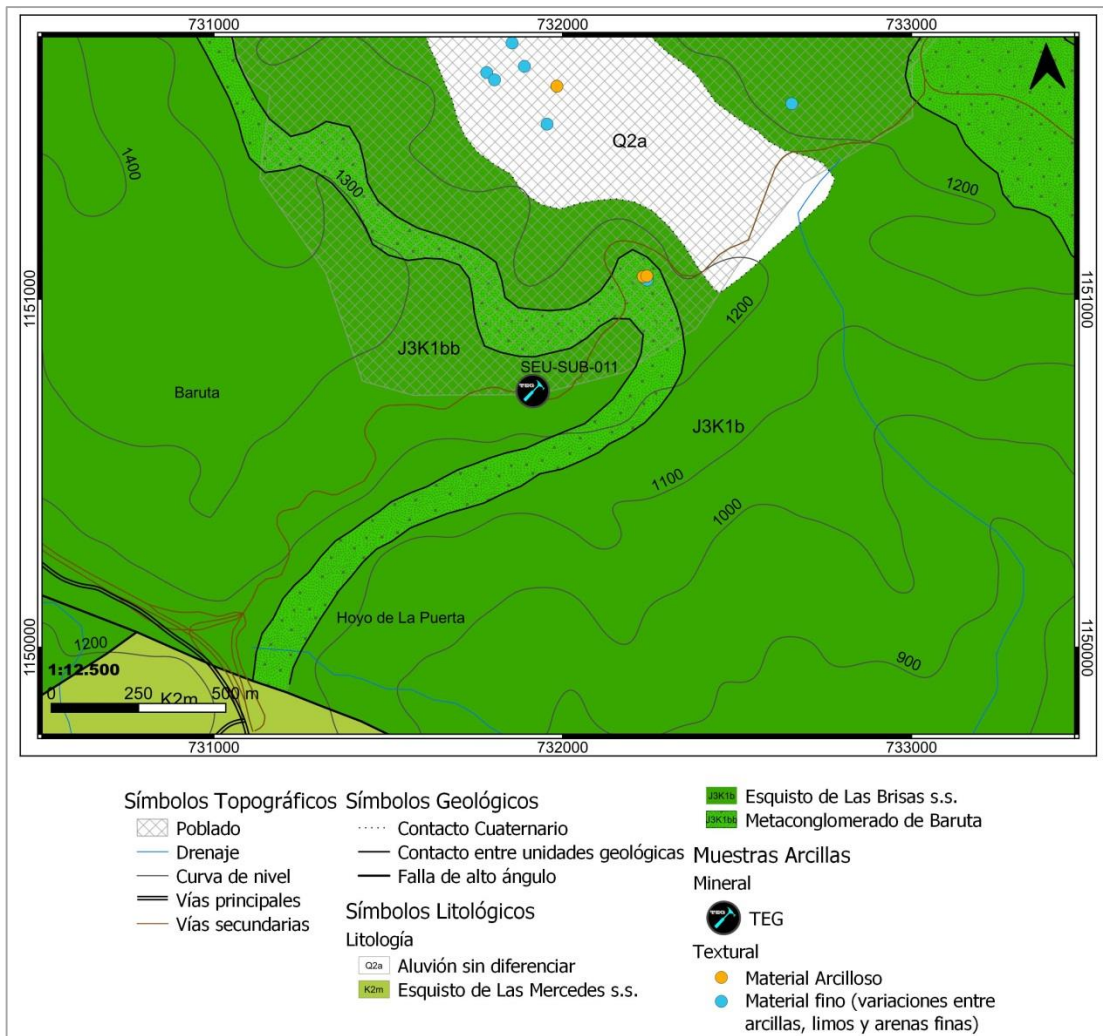 731000 732000 733000
1400
1300
Q2a
1200
1151000
1151000
1200
J3K1bb
SEU-SUB-011
TEG
Baruta
J3K1b
1100
1000
Hoyo de La Puerta
1150000
1150000
1200
900
1:12.500
0 250 500 m
K2m
731000 732000 733000
Símbolos Topográficos
Poblado
Drenaje
Curva de nivel
Vías principales
Vías secundarias
Símbolos Geológicos
Contacto Cuaternario
Contacto entre unidades geológicas
Falla de alto ángulo
Símbolos Litológicos
Litología
Q2a Aluvión sin diferenciar
K2m Esquisto de Las Mercedes s.s.
J3K1b Esquisto de Las Brisas s.s.
J3K1bb Metaconglomerado de Baruta
Muestras Arcillas
Mineral
TEG TEG
Textural
Material Arcilloso
Material fino (variaciones entre
arcillas, limos y arenas finas)